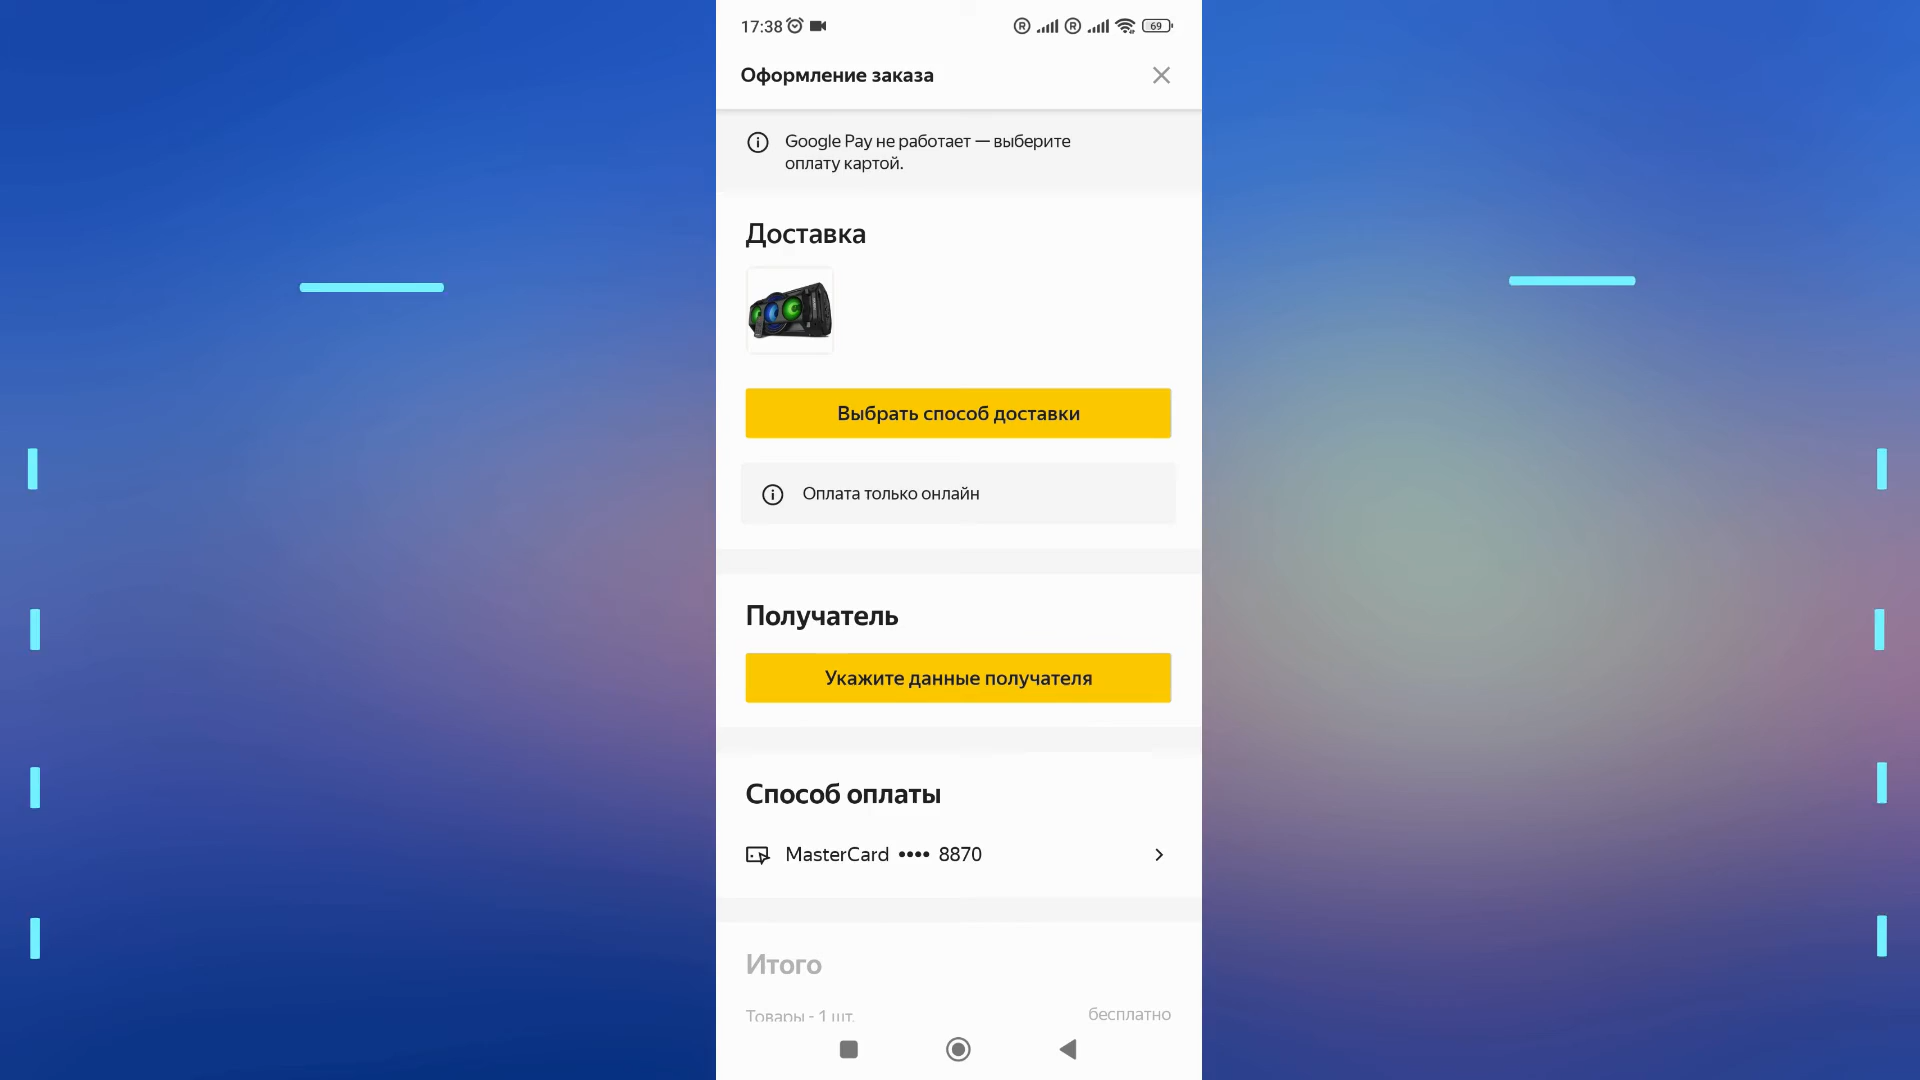 17:38
69
Оформление заказа
Google Pay не работает — выберите
оплату картой.
Доставка
Выбрать способ доставки
Оплата только онлайн
Получатель
Укажите данные получателя
Способ оплаты
MasterCard •••• 8870
Итого
Товары - 1 шт. бесплатно